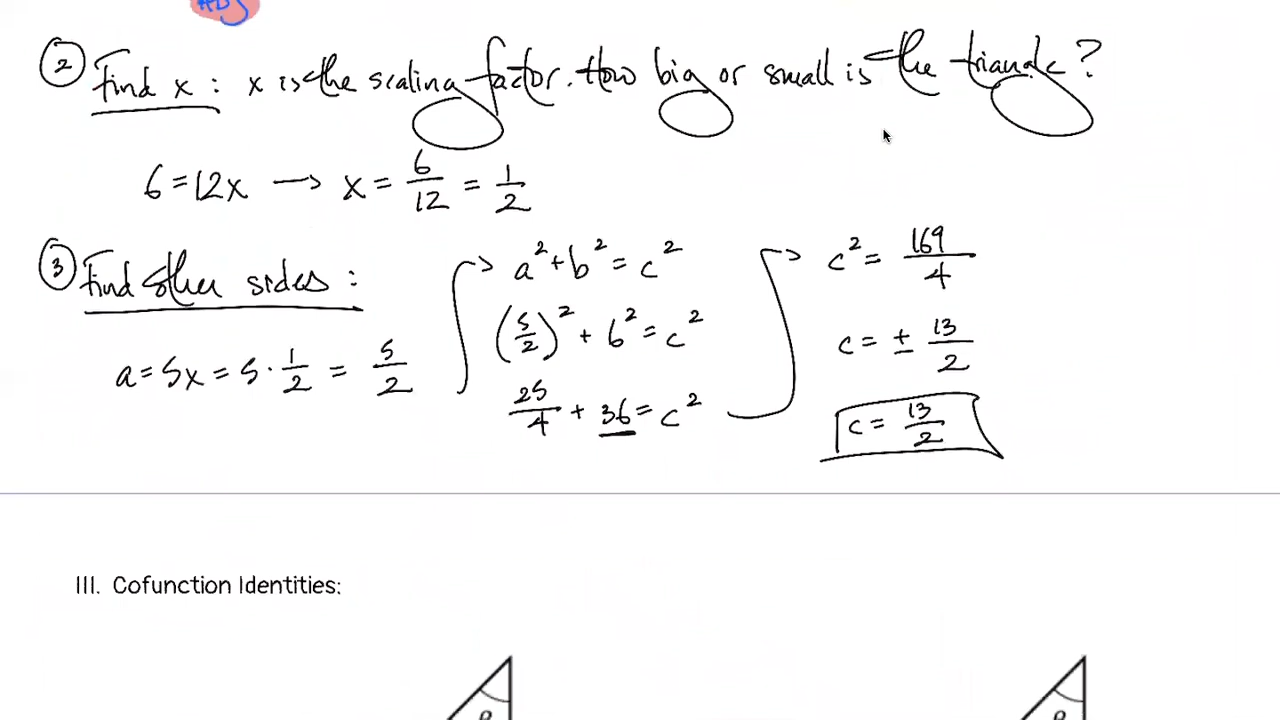 ADJ
② Find x : x is the scaling factor. How big or small is the triangle?
6 = 12x → x = 6/12 = 1/2
③ Find other sides :
a = 5x = 5 · 1/2 = 5/2
a² + b² = c²
(5/2)² + b² = c²
25/4 + 36 = c²
c² = 169/4
c = ± 13/2
c = 13/2
III. Cofunction Identities:
θ
θ